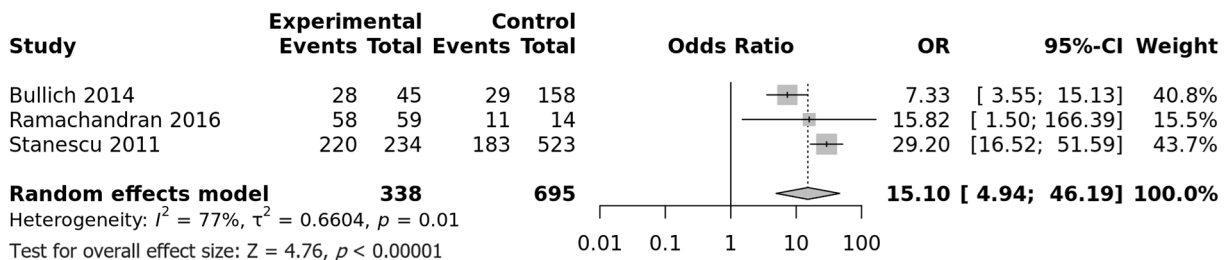 Experimental Control
Study Events Total Events Total Odds Ratio OR 95%-CI Weight
Bullich 2014 28 45 29 158 7.33 [ 3.55; 15.13] 40.8%
Ramachandran 2016 58 59 11 14 15.82 [ 1.50; 166.39] 15.5%
Stanescu 2011 220 234 183 523 29.20 [16.52; 51.59] 43.7%
Random effects model 338 695 15.10 [ 4.94; 46.19] 100.0%
Heterogeneity: I² = 77%, τ² = 0.6604, p = 0.01
Test for overall effect size: Z = 4.76, p < 0.00001
0.01 0.1 1 10 100